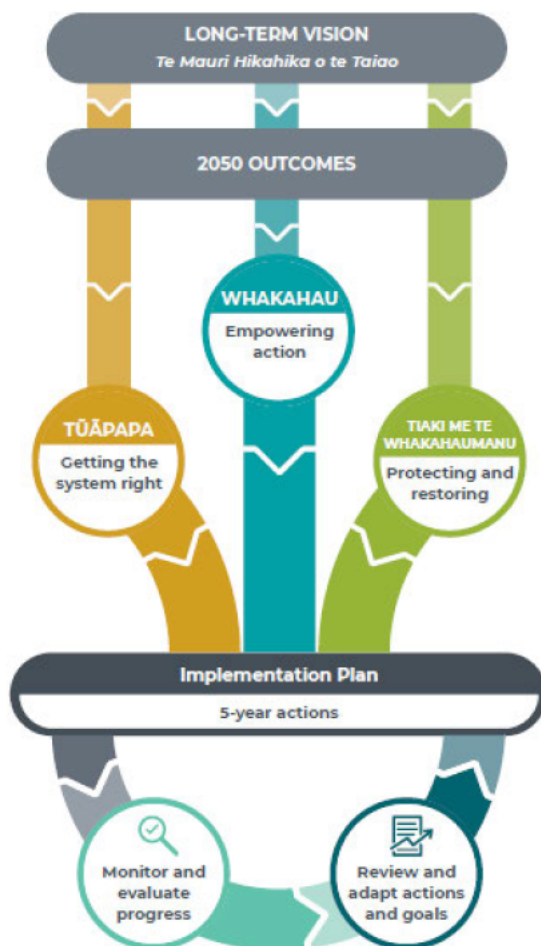 LONG-TERM VISION
Te Mauri Hikahika o te Taiao
2050 OUTCOMES
WHAKAHAU
Empowering
action
TŪĀPAPA
Getting the
system right
TIAKI ME TE
WHAKAHAUMANU
Protecting and
restoring
Implementation Plan
5-year actions
Monitor and
evaluate
progress
Review and
adapt actions
and goals